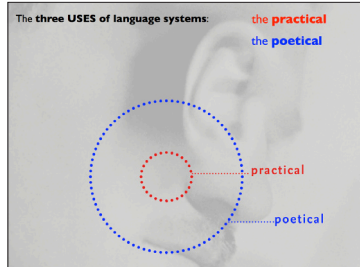 The three USES of language systems: the practical
the poetical
practical
poetical